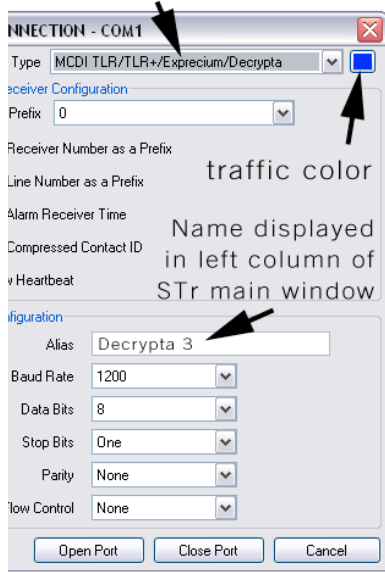 NNECTION - COM1
Type MCDI TLR/TLR+/Exprecium/Decrypta
eceiver Configuration
Prefix 0
Receiver Number as a Prefix
traffic color
Line Number as a Prefix
Alarm Receiver Time
Name displayed
Compressed Contact ID
in left column of
w Heartbeat
STr main window
nfiguration
Alias Decrypta 3
Baud Rate 1200
Data Bits 8
Stop Bits One
Parity None
Flow Control None
Open Port Close Port Cancel